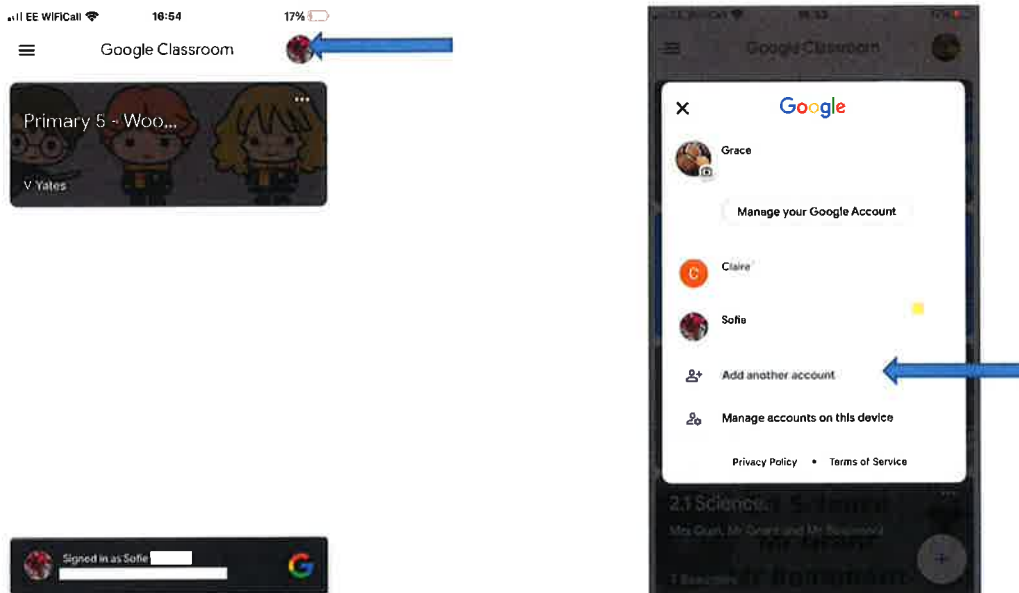 EE WiFiCall 16:54 17%
Google Classroom
Primary 5 - Woo...
V Yates
Signed in as Sofie
G
Google Classroom
Google
Grace
Manage your Google Account
C Claire
Sofie
Add another account
Manage accounts on this device
Privacy Policy • Terms of Service
2.1 Science